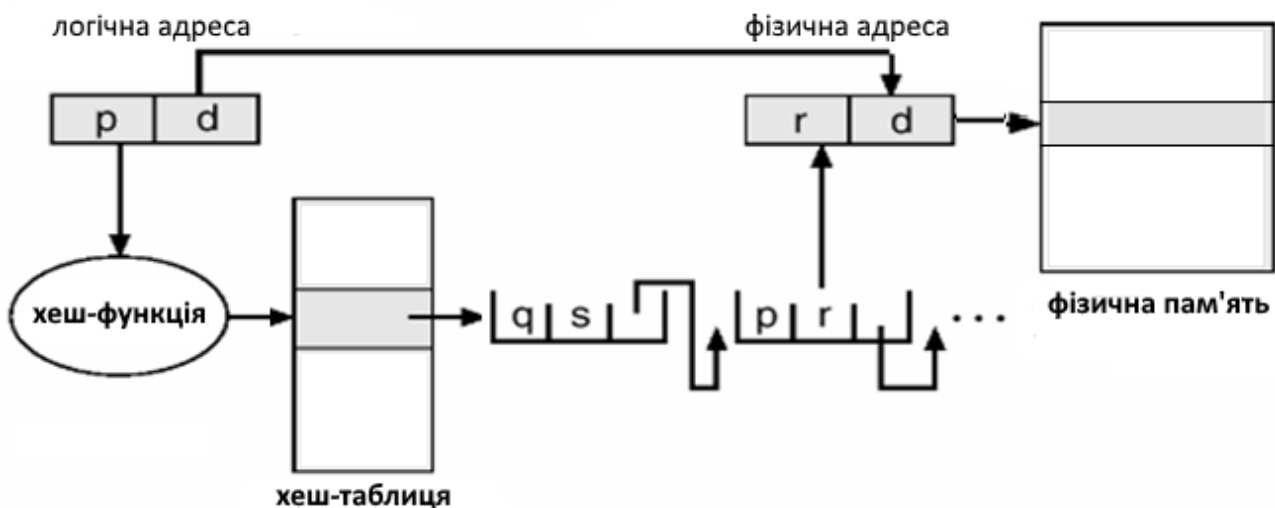 логічна адреса
фізична адреса
p d
r d
хеш-функція
q s
p r
...
фізична пам'ять
хеш-таблиця